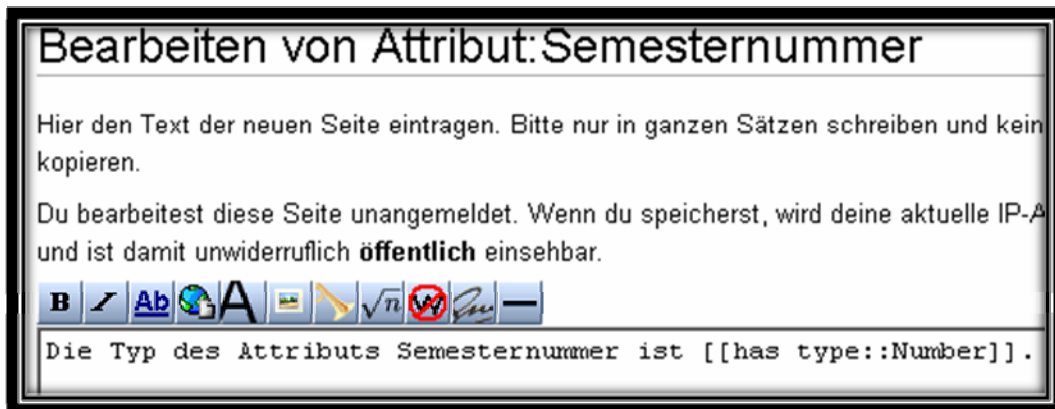 Bearbeiten von Attribut:Semesternummer
Hier den Text der neuen Seite eintragen. Bitte nur in ganzen Sätzen schreiben und kein
kopieren.
Du bearbeitest diese Seite unangemeldet. Wenn du speicherst, wird deine aktuelle IP-A
und ist damit unwiderruflich öffentlich einsehbar.
B I Ab A √n W
Die Typ des Attributs Semesternummer ist [[has type::Number]].